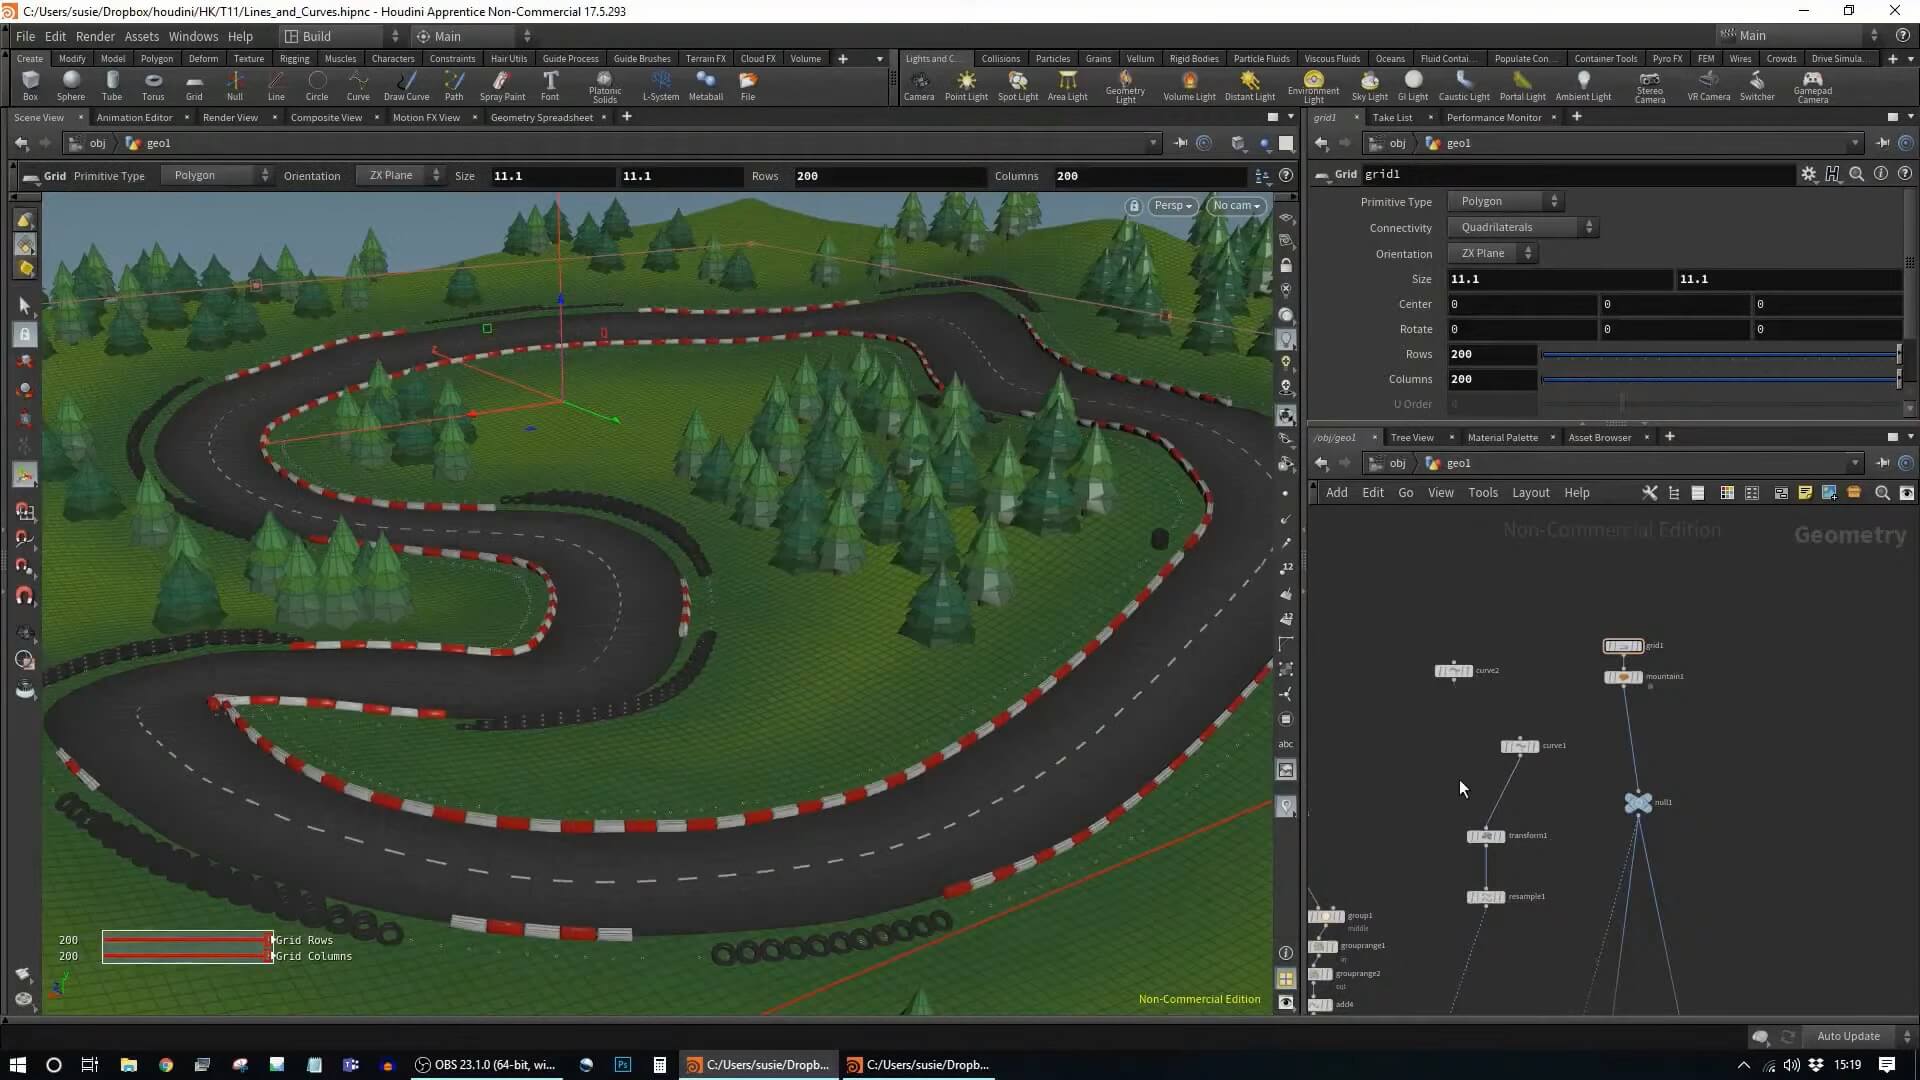 C:/Users/susie/Dropbox/houdini/HK/T11/Lines_and_Curves.hipnc - Houdini Apprentice Non-Commercial 17.5.293
File Edit Render Assets Windows Help Build Main Main
Create Modify Model Polygon Deform Texture Rigging Muscles Characters Constraints Hair Utils Guide Process Guide Brushes Terrain FX Cloud FX Volume
Lights and C... Collisions Particles Grains Vellum Rigid Bodies Particle Fluids Viscous Fluids Oceans Fluid Contai... Populate Con... Container Tools Pyro FX FEM Wires Crowds Drive Simula...
Box Sphere Tube Torus Grid Null Line Circle Curve Draw Curve Path Spray Paint Font Platonic Solids L-System Metaball File
Camera Point Light Spot Light Area Light Geometry Light Volume Light Distant Light Environment Light Sky Light GI Light Caustic Light Portal Light Ambient Light Stereo Camera VR Camera Switcher Gamepad Camera
Scene View Animation Editor Render View Composite View Motion FX View Geometry Spreadsheet
grid1 Take List Performance Monitor
obj geo1
obj geo1
Grid Primitive Type Polygon Orientation ZX Plane Size 11.1 11.1 Rows 200 Columns 200
Grid grid1
Persp No cam
Primitive Type Polygon
Connectivity Quadrilaterals
Orientation ZX Plane
Size 11.1 11.1
Center 0 0 0
Rotate 0 0 0
Rows 200
Columns 200
U Order 4
/obj/geo1 Tree View Material Palette Asset Browser
obj geo1
Add Edit Go View Tools Layout Help
Non-Commercial Edition Geometry
12
12
abc
grid1
curve2
mountain1
curve1
null1
transform1
resample1
group1
middle
grouprange1
in
grouprange2
out
add4
200 Grid Rows
200 Grid Columns
Non-Commercial Edition
Auto Update
OBS 23.1.0 (64-bit, wi... C:/Users/susie/Dropb... C:/Users/susie/Dropb... 15:19